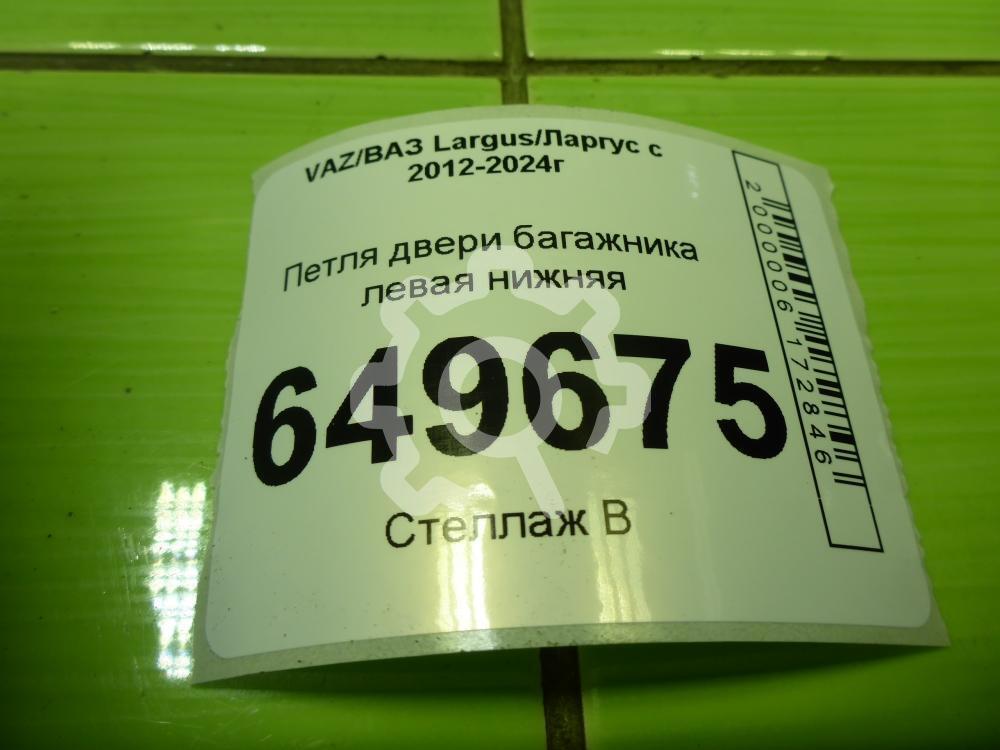 VAZ/ВАЗ Largus/Ларгус с
2012-2024г
Петля двери багажника
левая нижняя
649675
Стеллаж В
2000006172846